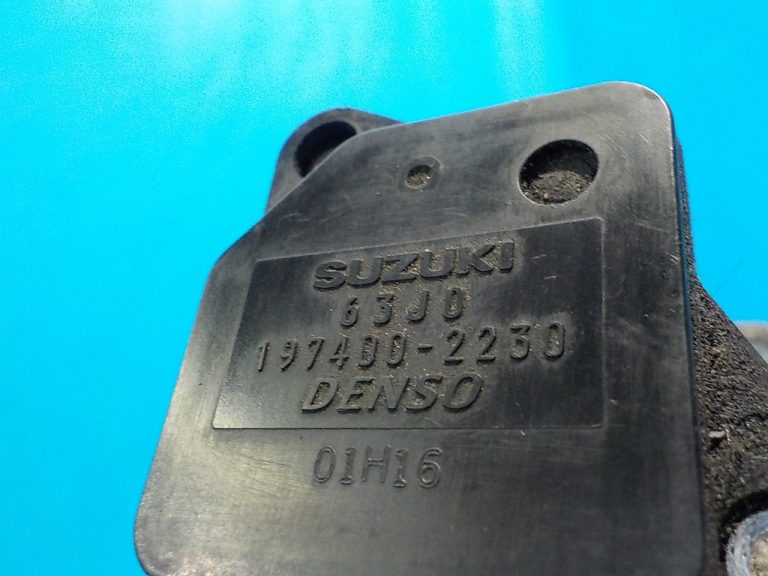 SUZUKI
63J0
197400-2230
DENSO
01H16